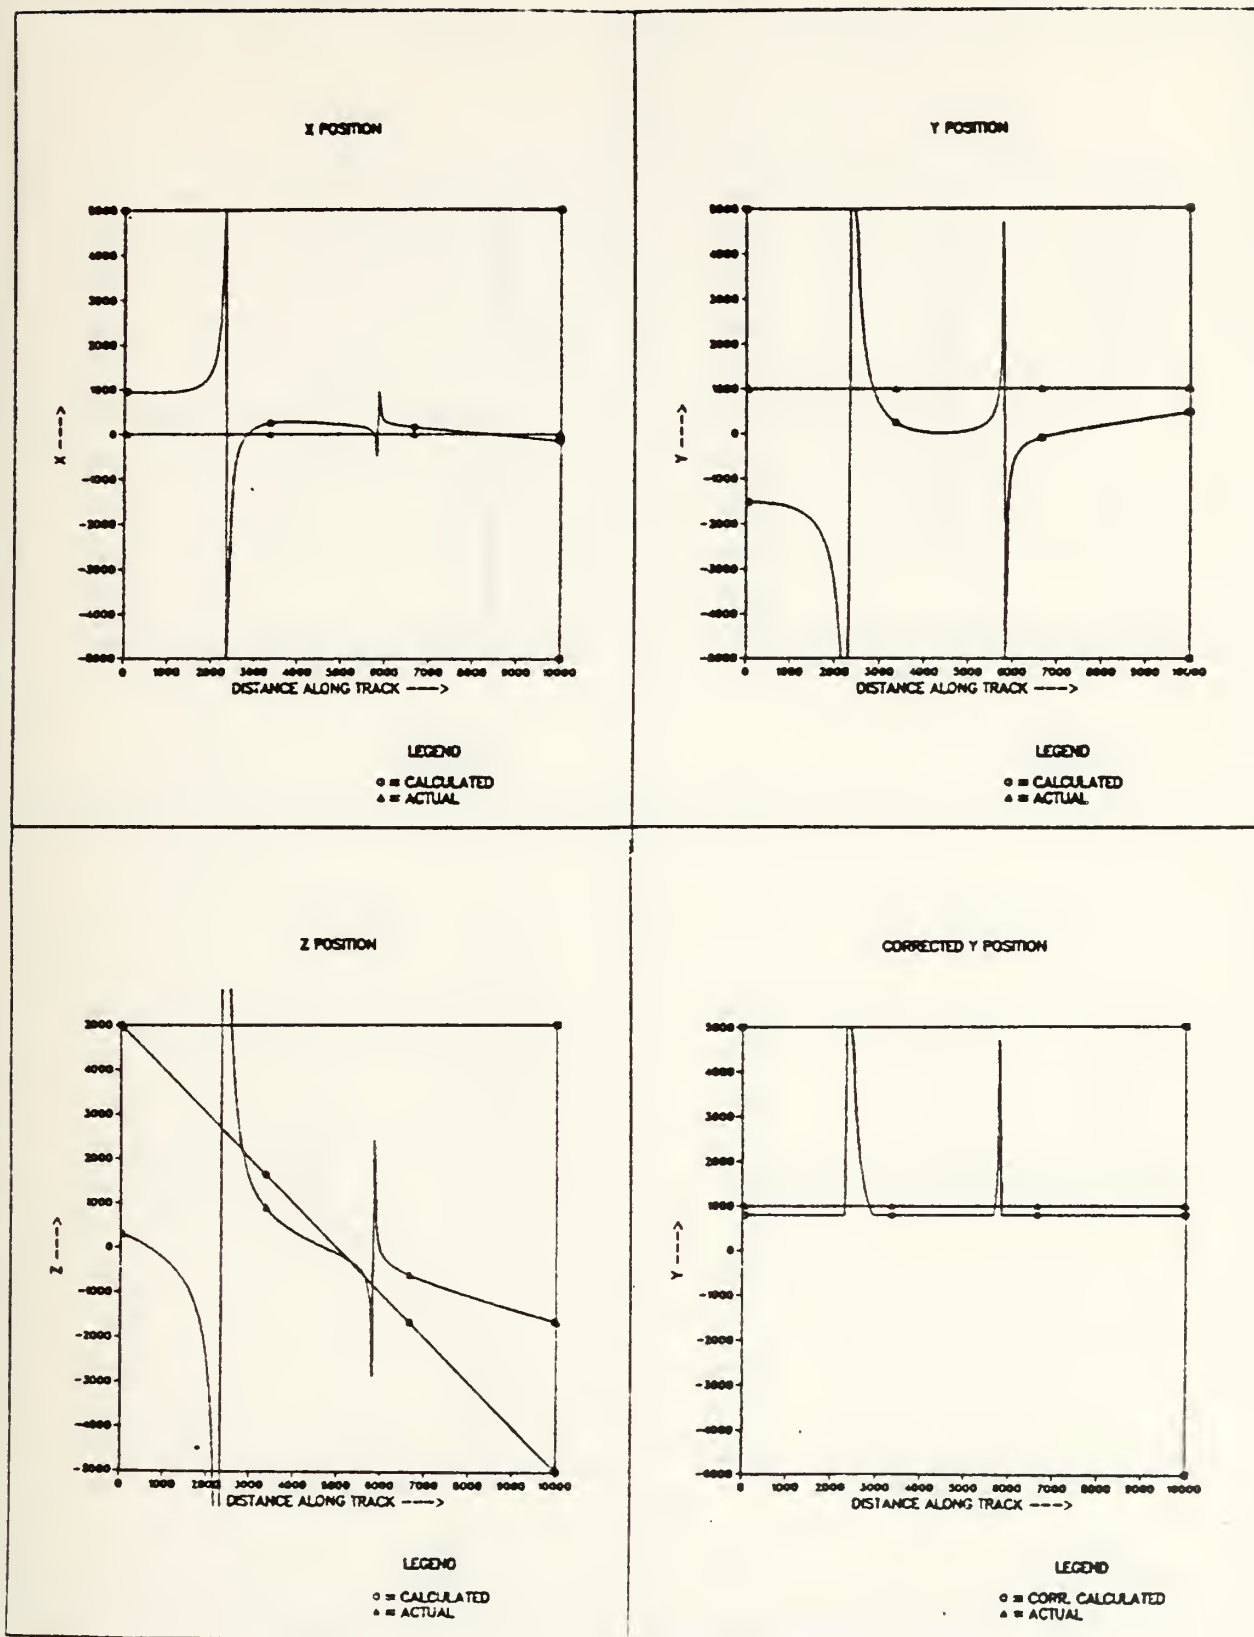 X POSITION
5000
4000
3000
2000
1000
0
-1000
-2000
-3000
-4000
-5000
X ---->
0 1000 2000 3000 4000 5000 6000 7000 8000 9000 10000
DISTANCE ALONG TRACK ---->
LEGEND
o = CALCULATED
▵ = ACTUAL
Y POSITION
5000
4000
3000
2000
1000
0
-1000
-2000
-3000
-4000
-5000
Y ---->
0 1000 2000 3000 4000 5000 6000 7000 8000 9000 10000
DISTANCE ALONG TRACK ---->
LEGEND
o = CALCULATED
▵ = ACTUAL
Z POSITION
5000
4000
3000
2000
1000
0
-1000
-2000
-3000
-4000
-5000
Z ---->
0 1000 2000 3000 4000 5000 6000 7000 8000 9000 10000
DISTANCE ALONG TRACK ---->
LEGEND
o = CALCULATED
▵ = ACTUAL
CORRECTED Y POSITION
5000
4000
3000
2000
1000
0
-1000
-2000
-3000
-4000
-5000
Y ---->
0 1000 2000 3000 4000 5000 6000 7000 8000 9000 10000
DISTANCE ALONG TRACK ---->
LEGEND
o = CORR. CALCULATED
▵ = ACTUAL